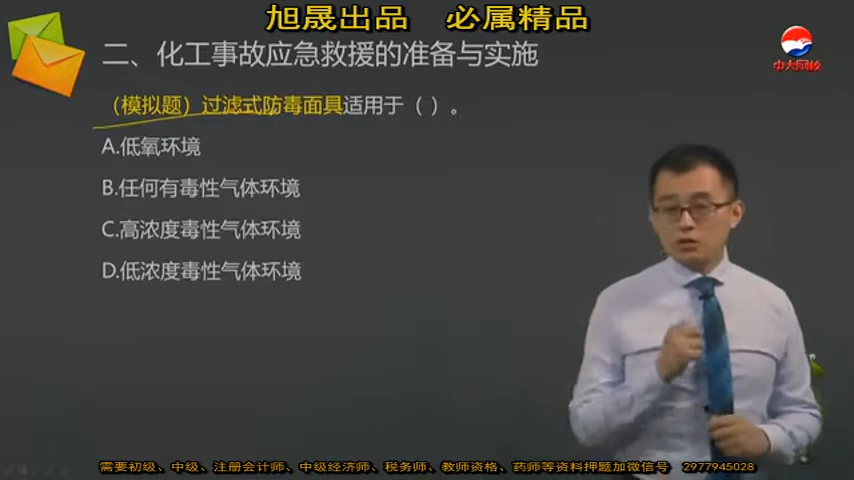 旭晟出品 必属精品
二、化工事故应急救援的准备与实施
中大网校
（模拟题）过滤式防毒面具适用于（ ）。
A.低氧环境
B.任何有毒性气体环境
C.高浓度毒性气体环境
D.低浓度毒性气体环境
需要初级、中级、注册会计师、中级经济师、税务师、教师资格、药师等资料押题加微信号 2977945028